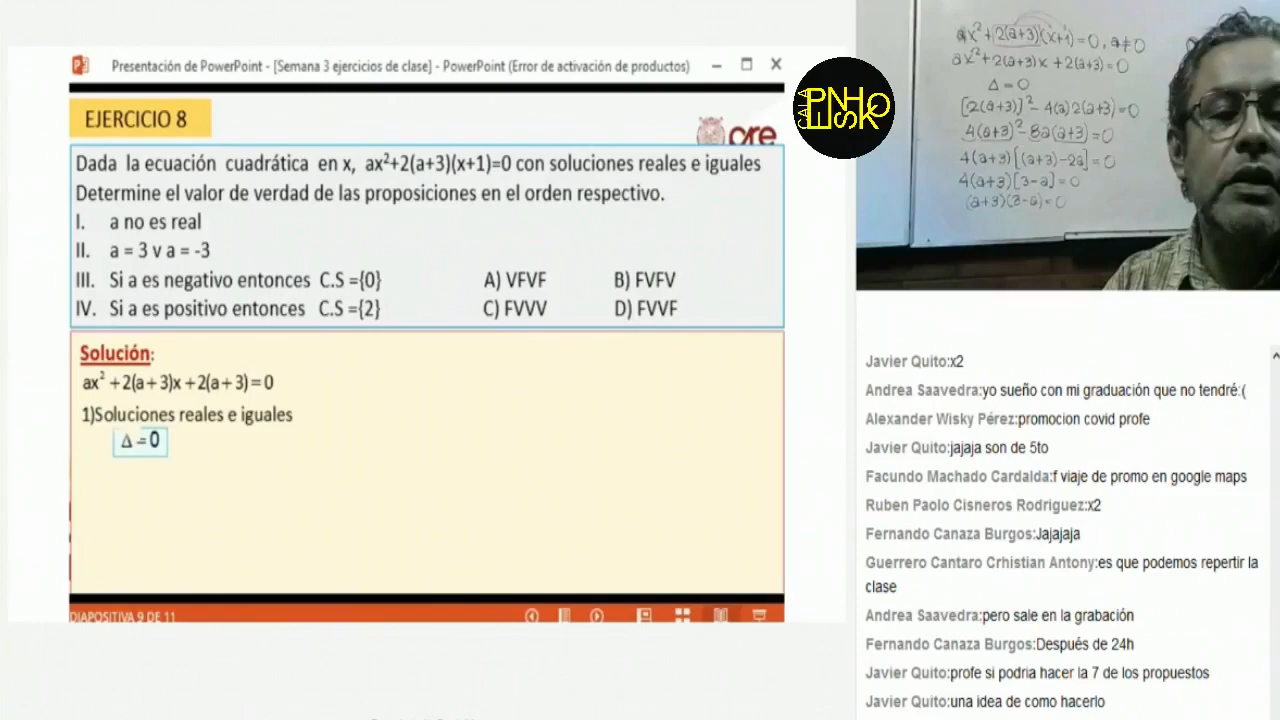 Presentación de PowerPoint - [Semana 3 ejercicios de clase] - PowerPoint (Error de activación de productos)
EJERCICIO 8
Dada la ecuación cuadrática en x, ax²+2(a+3)(x+1)=0 con soluciones reales e iguales
Determine el valor de verdad de las proposiciones en el orden respectivo.
I. a no es real
II. a = 3 v a = -3
III. Si a es negativo entonces C.S ={0} A) VFVF B) FVFV
IV. Si a es positivo entonces C.S ={2} C) FVVV D) FVVF
Solución:
ax² +2(a+3)x+2(a+3)=0
1)Soluciones reales e iguales
Δ = 0
DIAPOSITIVA 9 DE 11
ax²+2(a+3)(x+1)=0, a≠0
ax²+2(a+3)x+2(a+3)=0
Δ=0
[2(a+3)]²-4(a)2(a+3)=0
4(a+3)²-8a(a+3)=0
4(a+3)[(a+3)-2a]=0
4(a+3)[3-a]=0
(a+3)(3-a)=0
Javier Quito:x2
Andrea Saavedra:yo sueño con mi graduación que no tendré:(
Alexander Wisky Pérez:promocion covid profe
Javier Quito:jajaja son de 5to
Facundo Machado Cardalda:f viaje de promo en google maps
Ruben Paolo Cisneros Rodriguez:x2
Fernando Canaza Burgos:Jajajaja
Guerrero Cantaro Crhistian Antony:es que podemos repertir la
clase
Andrea Saavedra:pero sale en la grabación
Fernando Canaza Burgos:Después de 24h
Javier Quito:profe si podria hacer la 7 de los propuestos
Javier Quito:una idea de como hacerlo